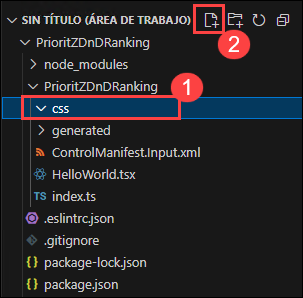 SIN TÍTULO (ÁREA DE TRABAJO)
2
PrioritZDnDRanking
node_modules
PrioritZDnDRanking
1
css
generated
ControlManifest.Input.xml
HelloWorld.tsx
TS index.ts
.eslintrc.json
.gitignore
{} package-lock.json
{} package.json